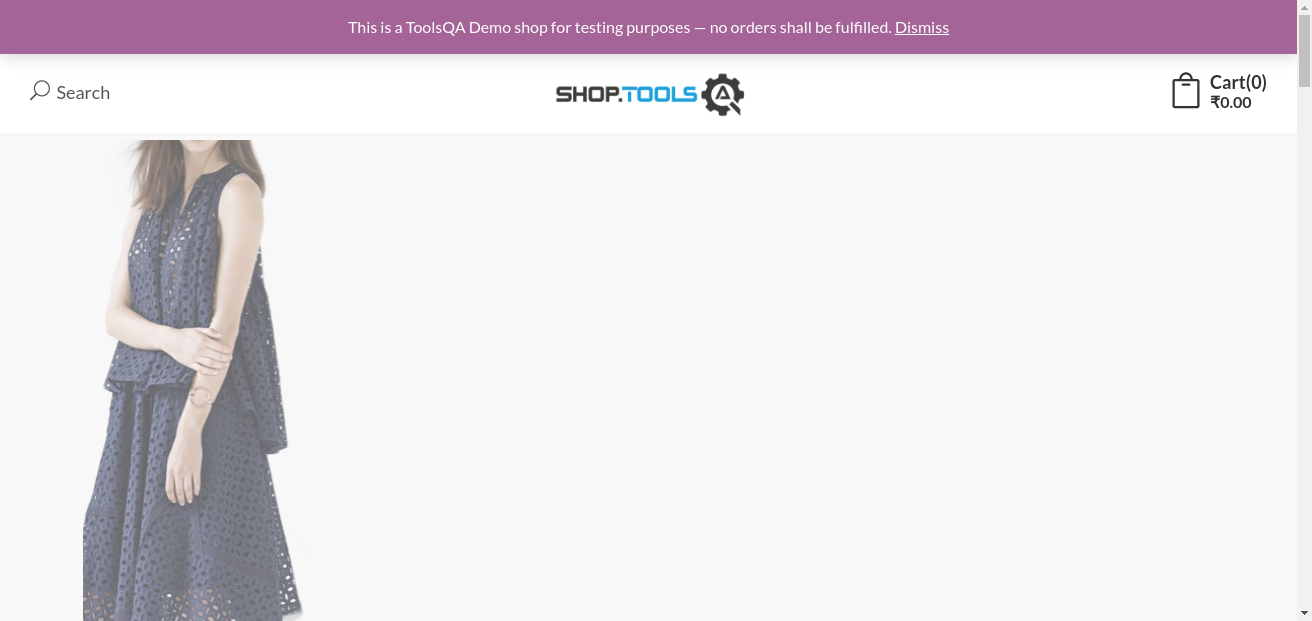 This is a ToolsQA Demo shop for testing purposes — no orders shall be fulfilled. Dismiss
Search
SHOP.TOOLS
Cart(0)
₹0.00